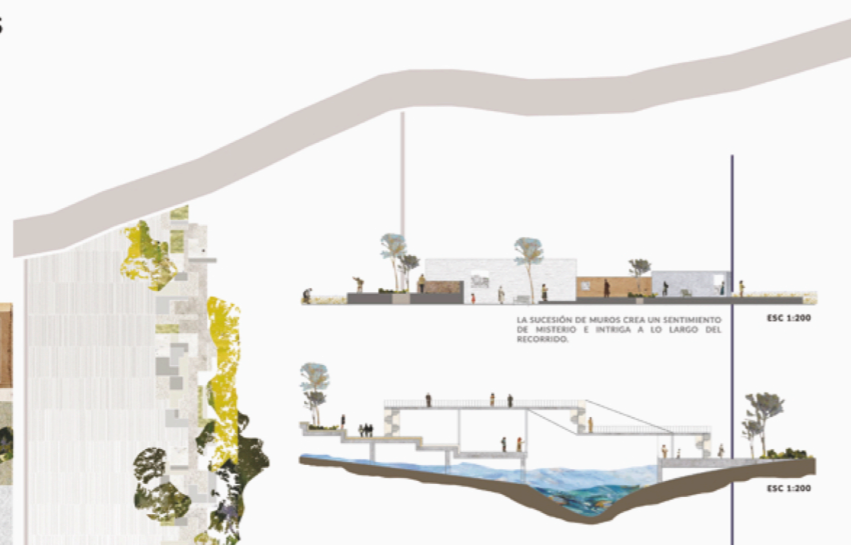 S
LA SUCESIÓN DE MUROS CREA UN SENTIMIENTO
DE MISTERIO E INTRIGA A LO LARGO DEL
RECORRIDO.
ESC 1:200
ESC 1:200